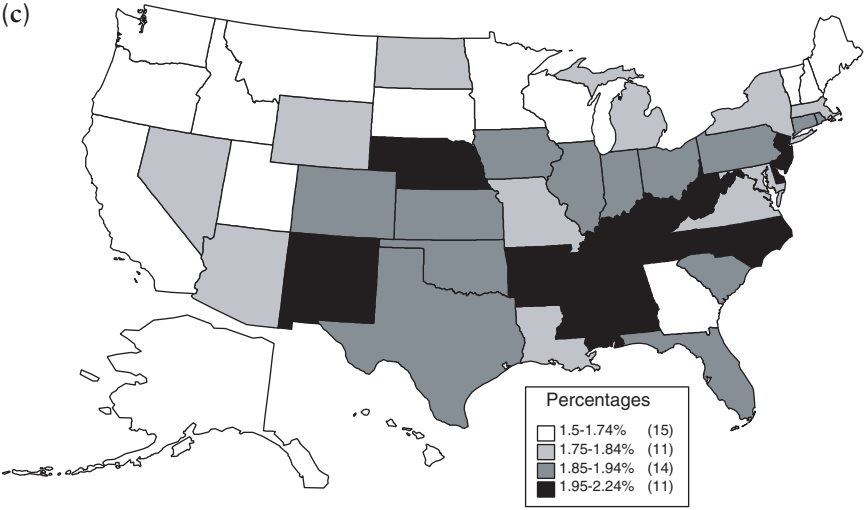 (c)
Percentages
1.5-1.74% (15)
1.75-1.84% (11)
1.85-1.94% (14)
1.95-2.24% (11)